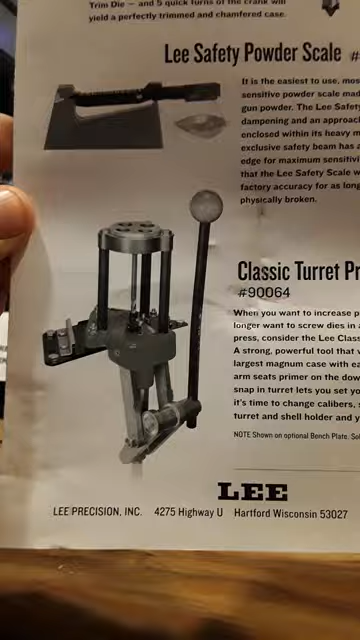 Trim Die — and 5 quick turns of the crank will
yield a perfectly trimmed and chamfered case.
Lee Safety Powder Scale #
It is the easiest to use, mos
sensitive powder scale mad
gun powder. The Lee Safety
dampening and an approac
enclosed within its heavy m
exclusive safety beam has a
edge for maximum sensitivi
that the Lee Safety Scale w
factory accuracy for as long
physically broken.
Classic Turret Pr
#90064
When you want to increase p
longer want to screw dies in a
press, consider the Lee Class
A strong, powerful tool that w
largest magnum case with ea
arm seats primer on the dow
snap in turret lets you set yo
it's time to change calibers, s
turret and shell holder and y
NOTE Shown on optional Bench Plate. Sol
LEE
LEE PRECISION, INC. 4275 Highway U Hartford Wisconsin 53027